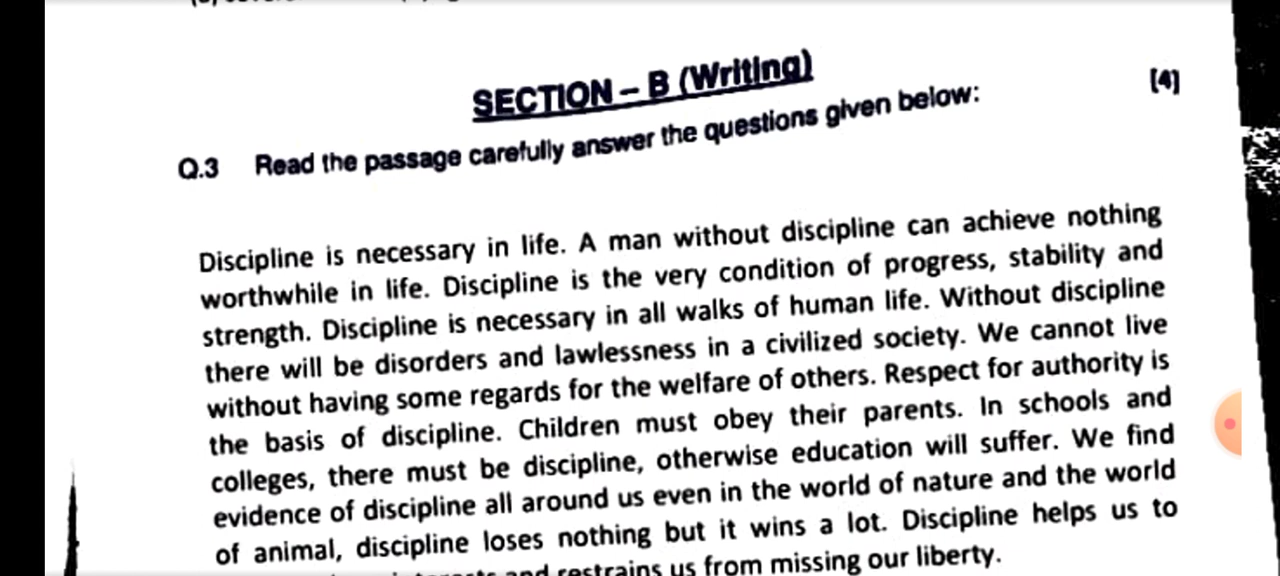 SECTION – B (Writing)
[4]
Q.3 Read the passage carefully answer the questions given below:
Discipline is necessary in life. A man without discipline can achieve nothing
worthwhile in life. Discipline is the very condition of progress, stability and
strength. Discipline is necessary in all walks of human life. Without discipline
there will be disorders and lawlessness in a civilized society. We cannot live
without having some regards for the welfare of others. Respect for authority is
the basis of discipline. Children must obey their parents. In schools and
colleges, there must be discipline, otherwise education will suffer. We find
evidence of discipline all around us even in the world of nature and the world
of animal, discipline loses nothing but it wins a lot. Discipline helps us to
and restrains us from missing our liberty.